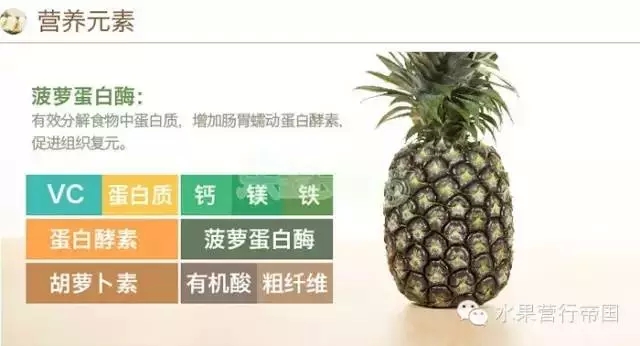 营养元素
菠萝蛋白酶：
有效分解食物中蛋白质，增加肠胃蠕动蛋白酵素，
促进组织复元。
VC 蛋白质 钙 镁 铁
蛋白酵素 菠萝蛋白酶
胡萝卜素 有机酸 粗纤维
水果营行帝国